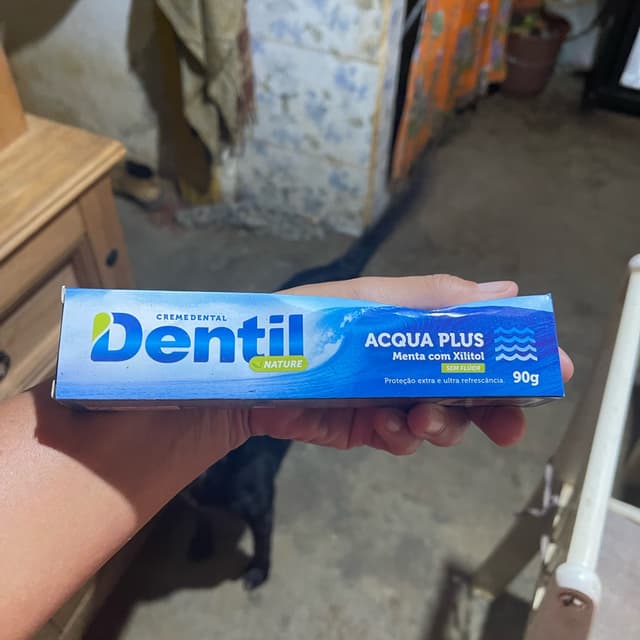 CREME DENTAL
Dentil
NATURE
ACQUA PLUS
Menta com Xilitol
SEM FLÚOR
Proteção extra e ultra refrescância.
90g